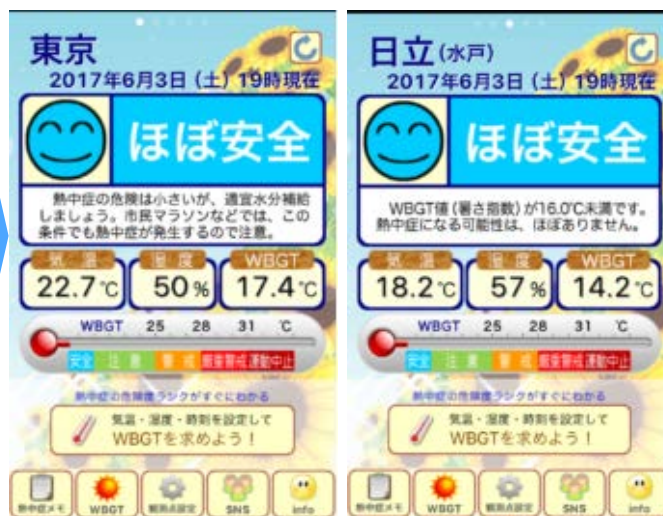 東京
2017年6月3日(土)19時現在
ほぼ安全
熱中症の危険は小さいが、適宜水分補給
しましょう。市民マラソンなどでは、この
条件でも熱中症が発生するので注意。
気温 湿度 WBGT
22.7℃ 50% 17.4℃
WBGT 25 28 31 ℃
安全 注意 警戒 厳重警戒 運動中止
熱中症の危険度ランクがすぐにわかる
気温・湿度・時刻を設定して
WBGTを求めよう！
熱中症メモ WBGT 観測点設定 SNS info
日立(水戸)
2017年6月3日(土)19時現在
ほぼ安全
WBGT値(暑さ指数)が16.0℃未満です。
熱中症になる可能性は、ほぼありません。
気温 湿度 WBGT
18.2℃ 57% 14.2℃
WBGT 25 28 31 ℃
安全 注意 警戒 厳重警戒 運動中止
熱中症の危険度ランクがすぐにわかる
気温・湿度・時刻を設定して
WBGTを求めよう！
熱中症メモ WBGT 観測点設定 SNS info